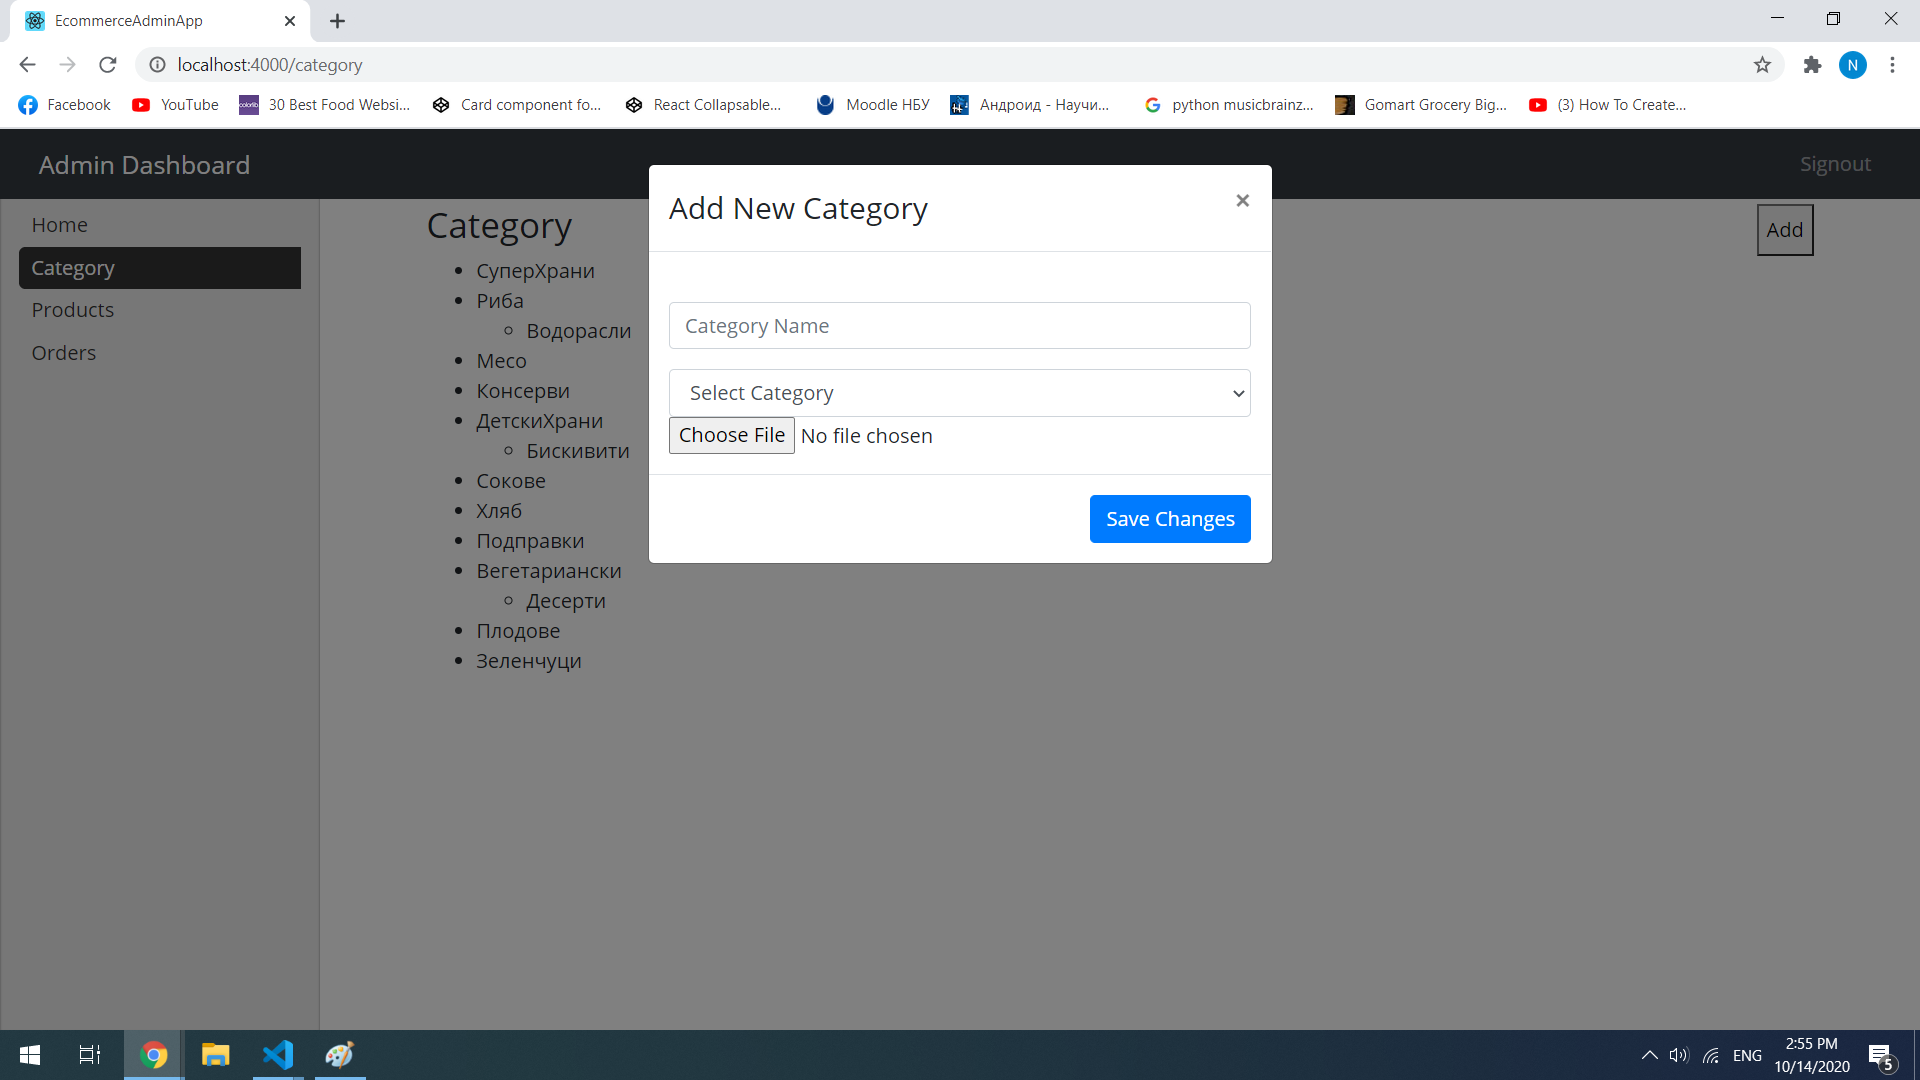 EcommerceAdminApp
localhost:4000/category
Facebook
YouTube
colorlib
30 Best Food Websi...
Card component fo...
React Collapsable...
Moodle НБУ
Андроид - Научи...
python musicbrainz...
Gomart Grocery Big...
(3) How To Create...
N
Admin Dashboard
Signout
Home
Category
Products
Orders
Category
Add
СуперХрани
Риба
Водорасли
Месо
Консерви
ДетскиХрани
Бисквити
Сокове
Хляб
Подправки
Вегетариански
Десерти
Плодове
Зеленчуци
Add New Category
×
Category Name
Select Category
Choose File No file chosen
Save Changes
ENG
2:55 PM
10/14/2020
5